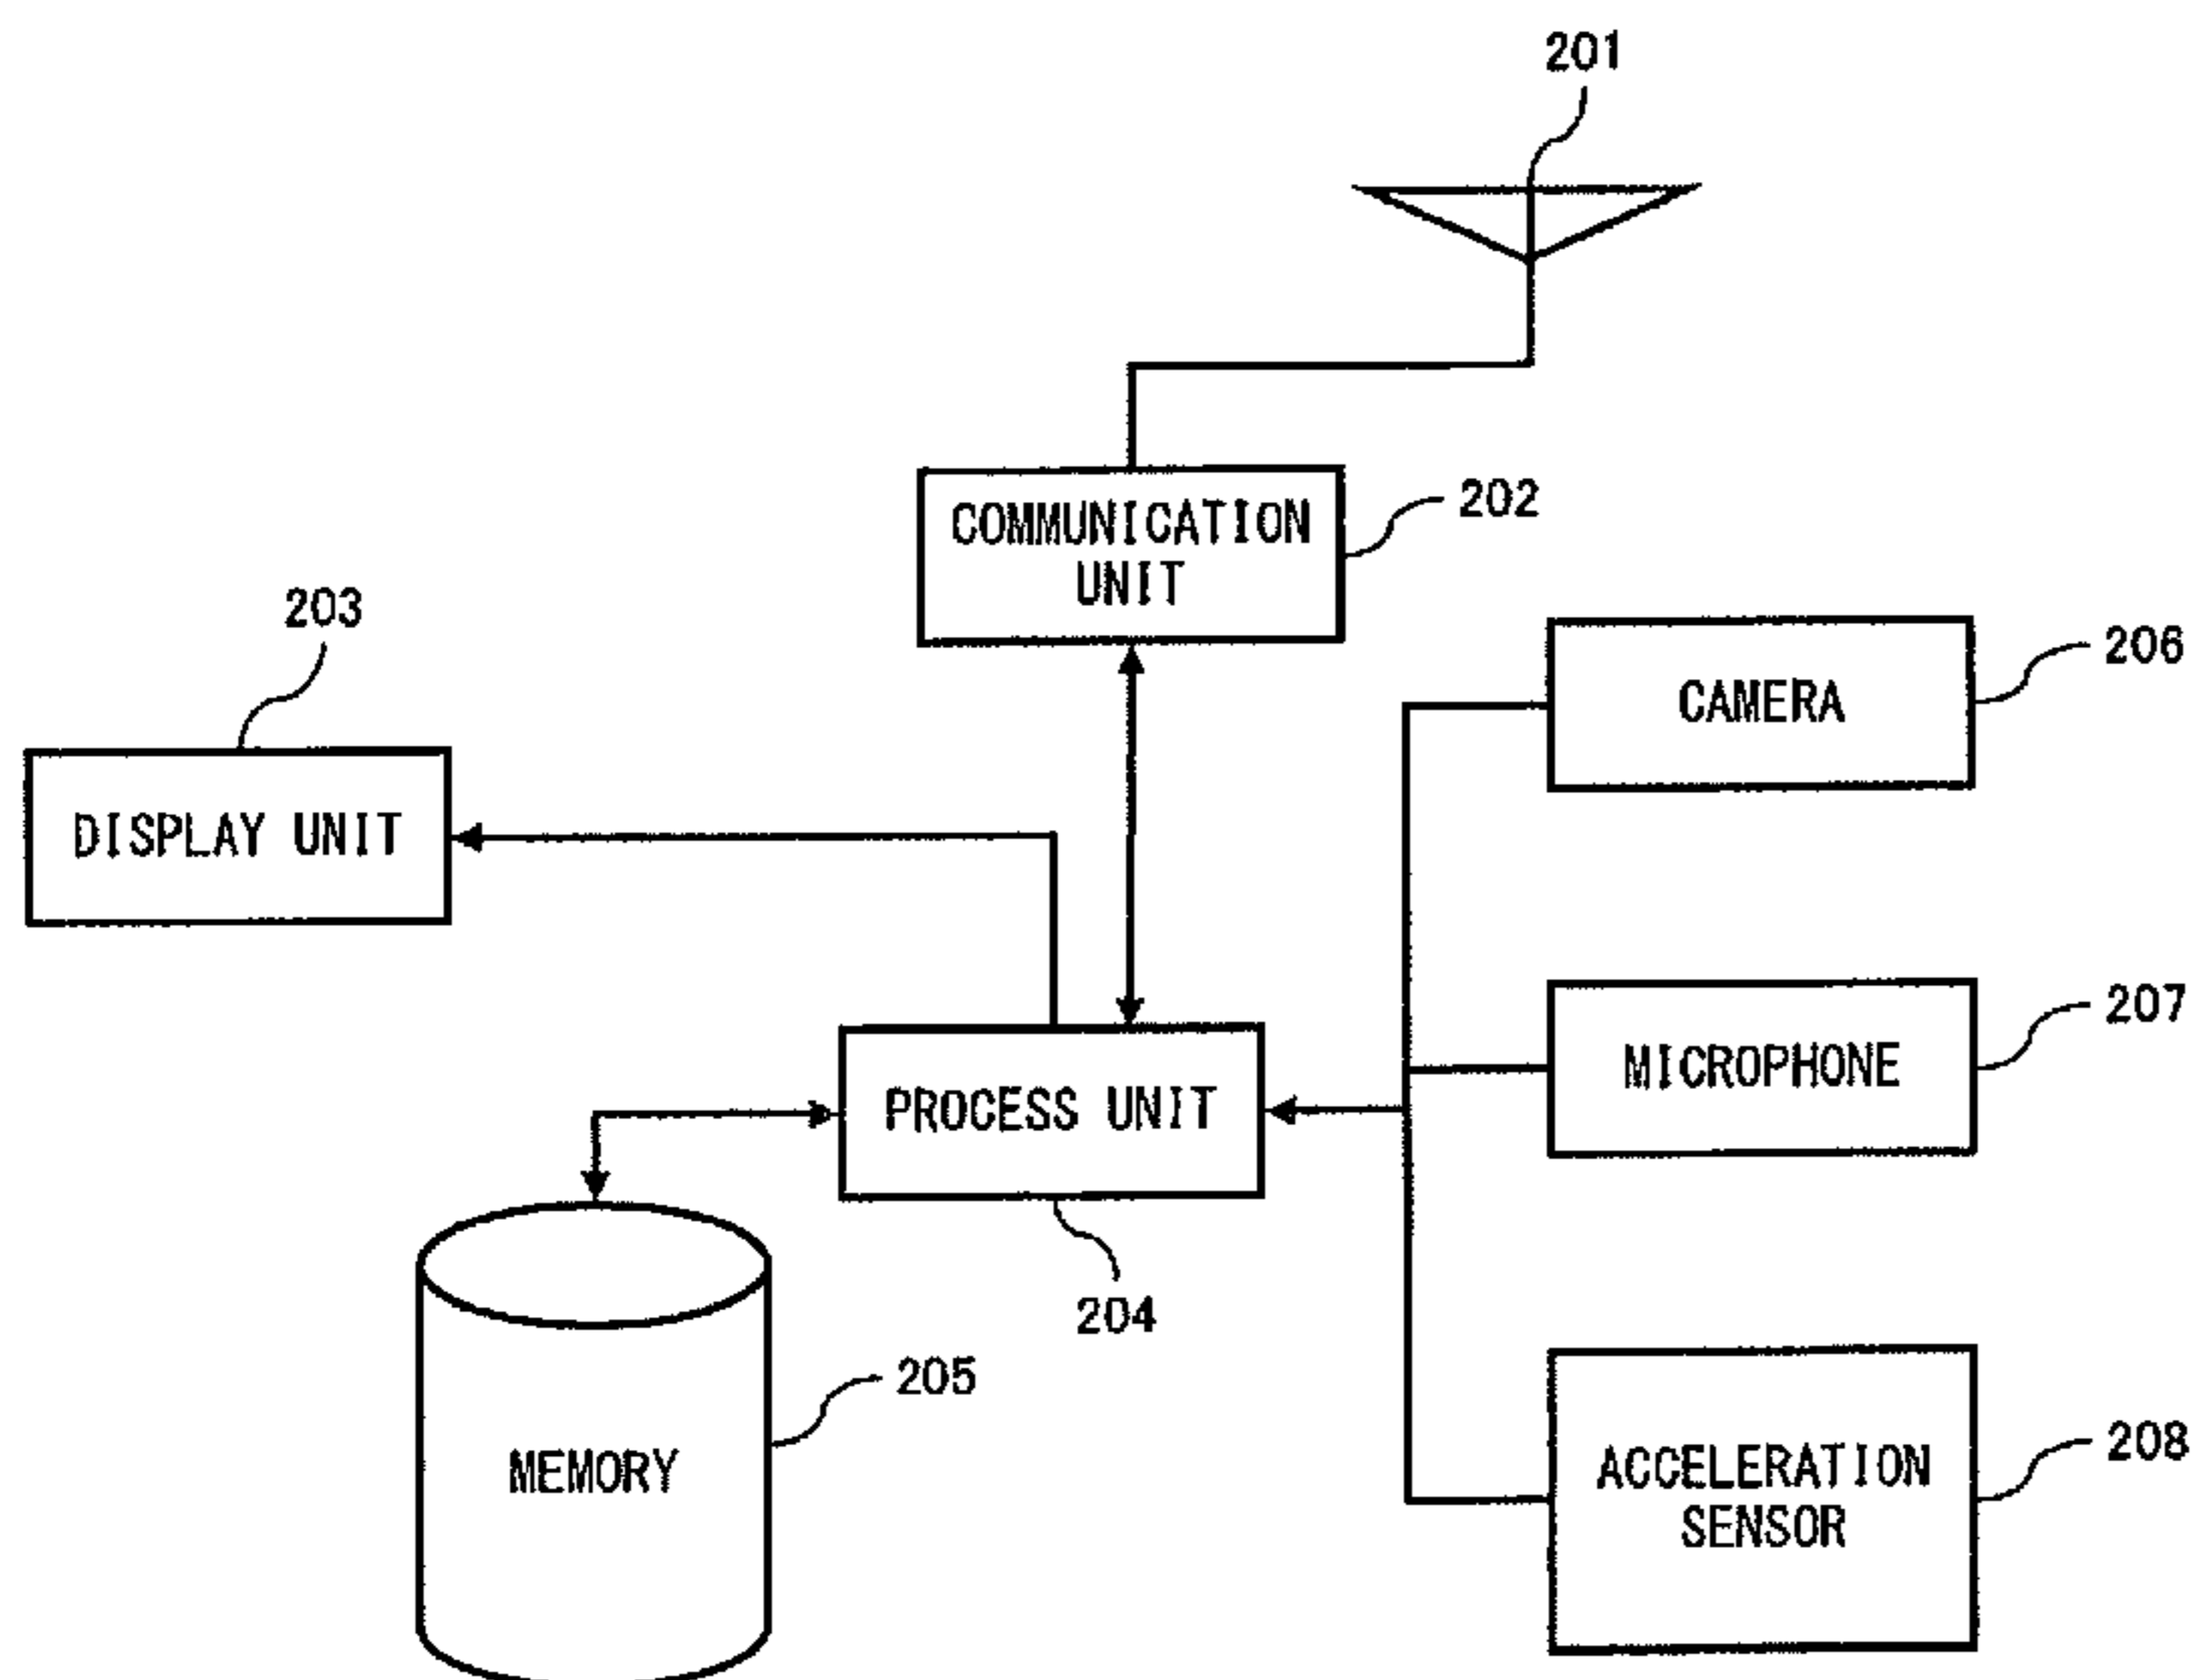 201
COMMUNICATION
UNIT
202
203
DISPLAY UNIT
CAMERA
206
MICROPHONE
207
PROCESS UNIT
204
MEMORY
205
ACCELERATION
SENSOR
208